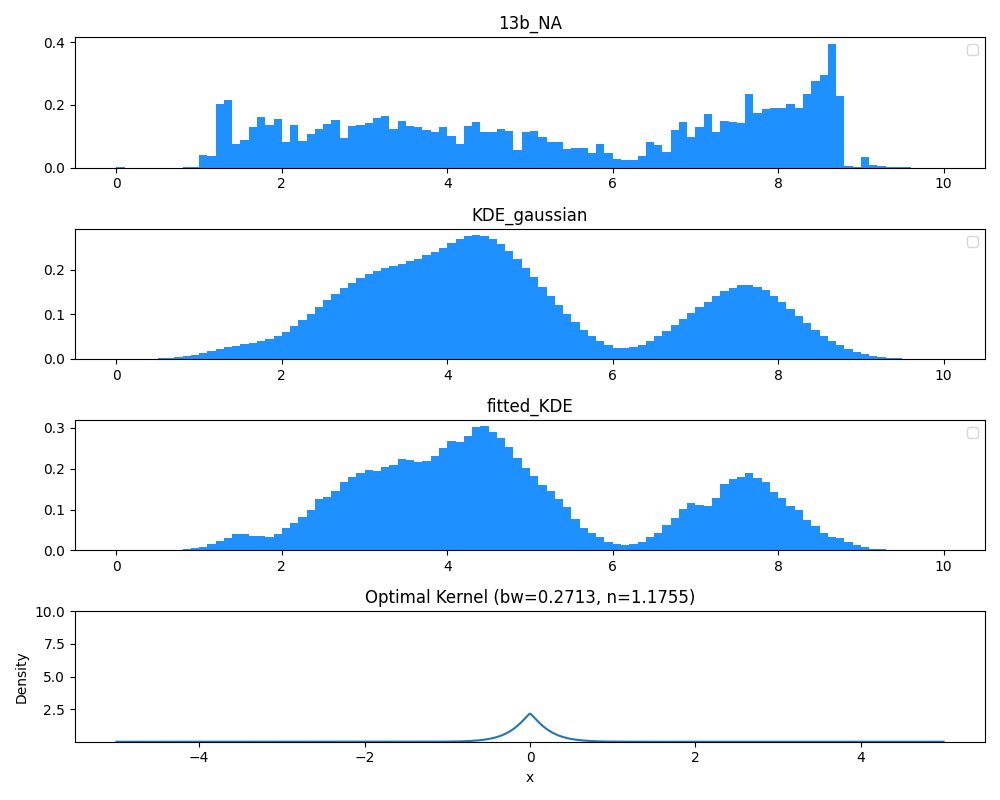 13b_NA
0.4
0.2
0.0
0 2 4 6 8 10
KDE_gaussian
0.2
0.1
0.0
0 2 4 6 8 10
fitted_KDE
0.3
0.2
0.1
0.0
0 2 4 6 8 10
Optimal Kernel (bw=0.2713, n=1.1755)
10.0
7.5
5.0
2.5
Density
−4 −2 0 2 4
x